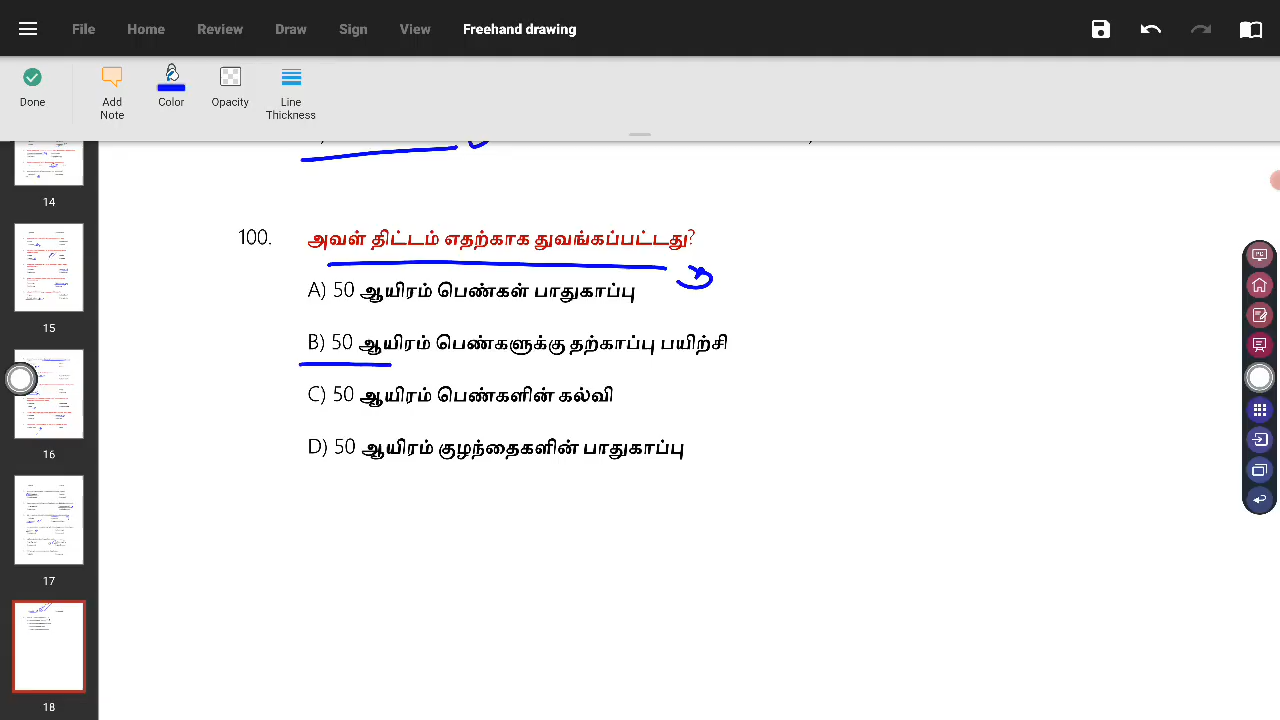 File Home Review Draw Sign View Freehand drawing
Done Add Note Color Opacity Line Thickness
14
15
16
17
18
100. அவள் திட்டம் எதற்காக துவங்கப்பட்டது?
A) 50 ஆயிரம் பெண்கள் பாதுகாப்பு
B) 50 ஆயிரம் பெண்களுக்கு தற்காப்பு பயிற்சி
C) 50 ஆயிரம் பெண்களின் கல்வி
D) 50 ஆயிரம் குழந்தைகளின் பாதுகாப்பு